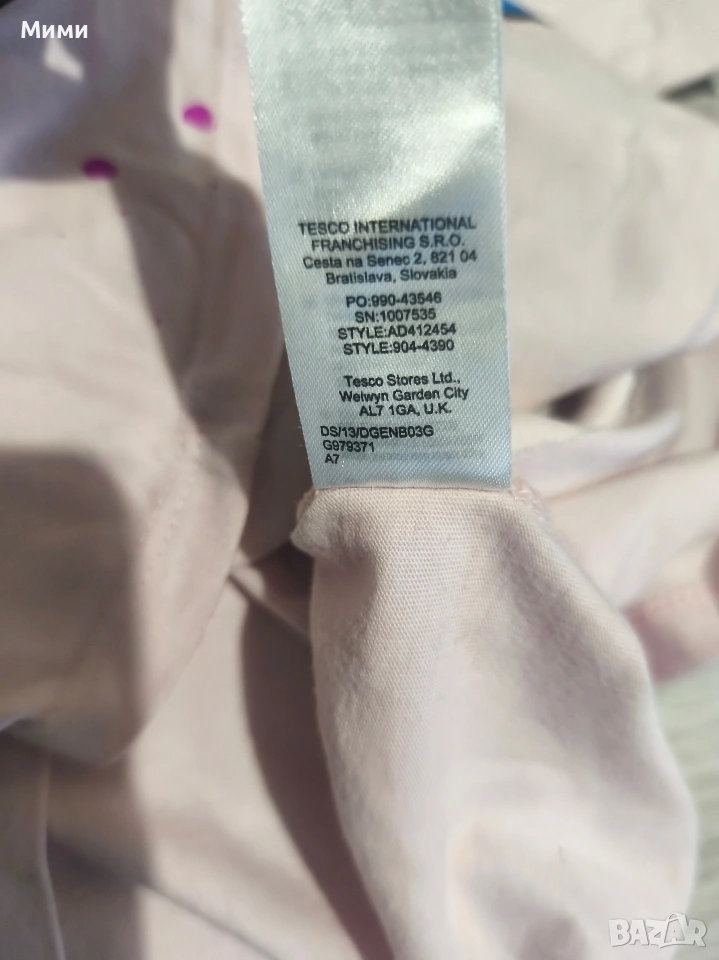 Мими
TESCO INTERNATIONAL
FRANCHISING S.R.O.
Cesta na Senec 2, 821 04
Bratislava, Slovakia
PO:990-43546
SN:1007535
STYLE:AD412454
STYLE:904-4390
Tesco Stores Ltd.,
Welwyn Garden City
AL7 1GA, U.K.
DS/13/DGENB03G
G979371
A7
BAZAR